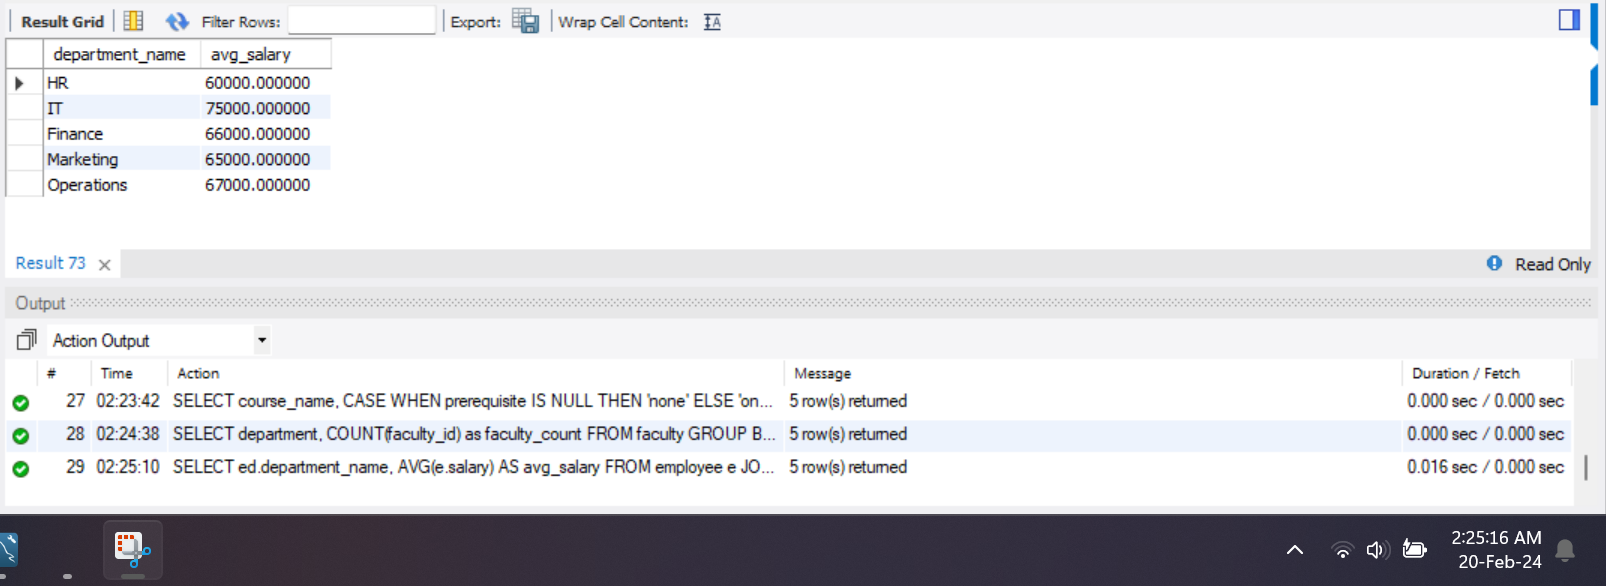 Result Grid Filter Rows: Export: Wrap Cell Content:
department_name avg_salary
HR 60000.000000
IT 75000.000000
Finance 66000.000000
Marketing 65000.000000
Operations 67000.000000
Result 73 Read Only
Output
Action Output
# Time Action Message Duration / Fetch
27 02:23:42 SELECT course_name, CASE WHEN prerequisite IS NULL THEN 'none' ELSE 'on... 5 row(s) returned 0.000 sec / 0.000 sec
28 02:24:38 SELECT department, COUNT(faculty_id) as faculty_count FROM faculty GROUP B... 5 row(s) returned 0.000 sec / 0.000 sec
29 02:25:10 SELECT ed.department_name, AVG(e.salary) AS avg_salary FROM employee e JO... 5 row(s) returned 0.016 sec / 0.000 sec
2:25:16 AM
20-Feb-24